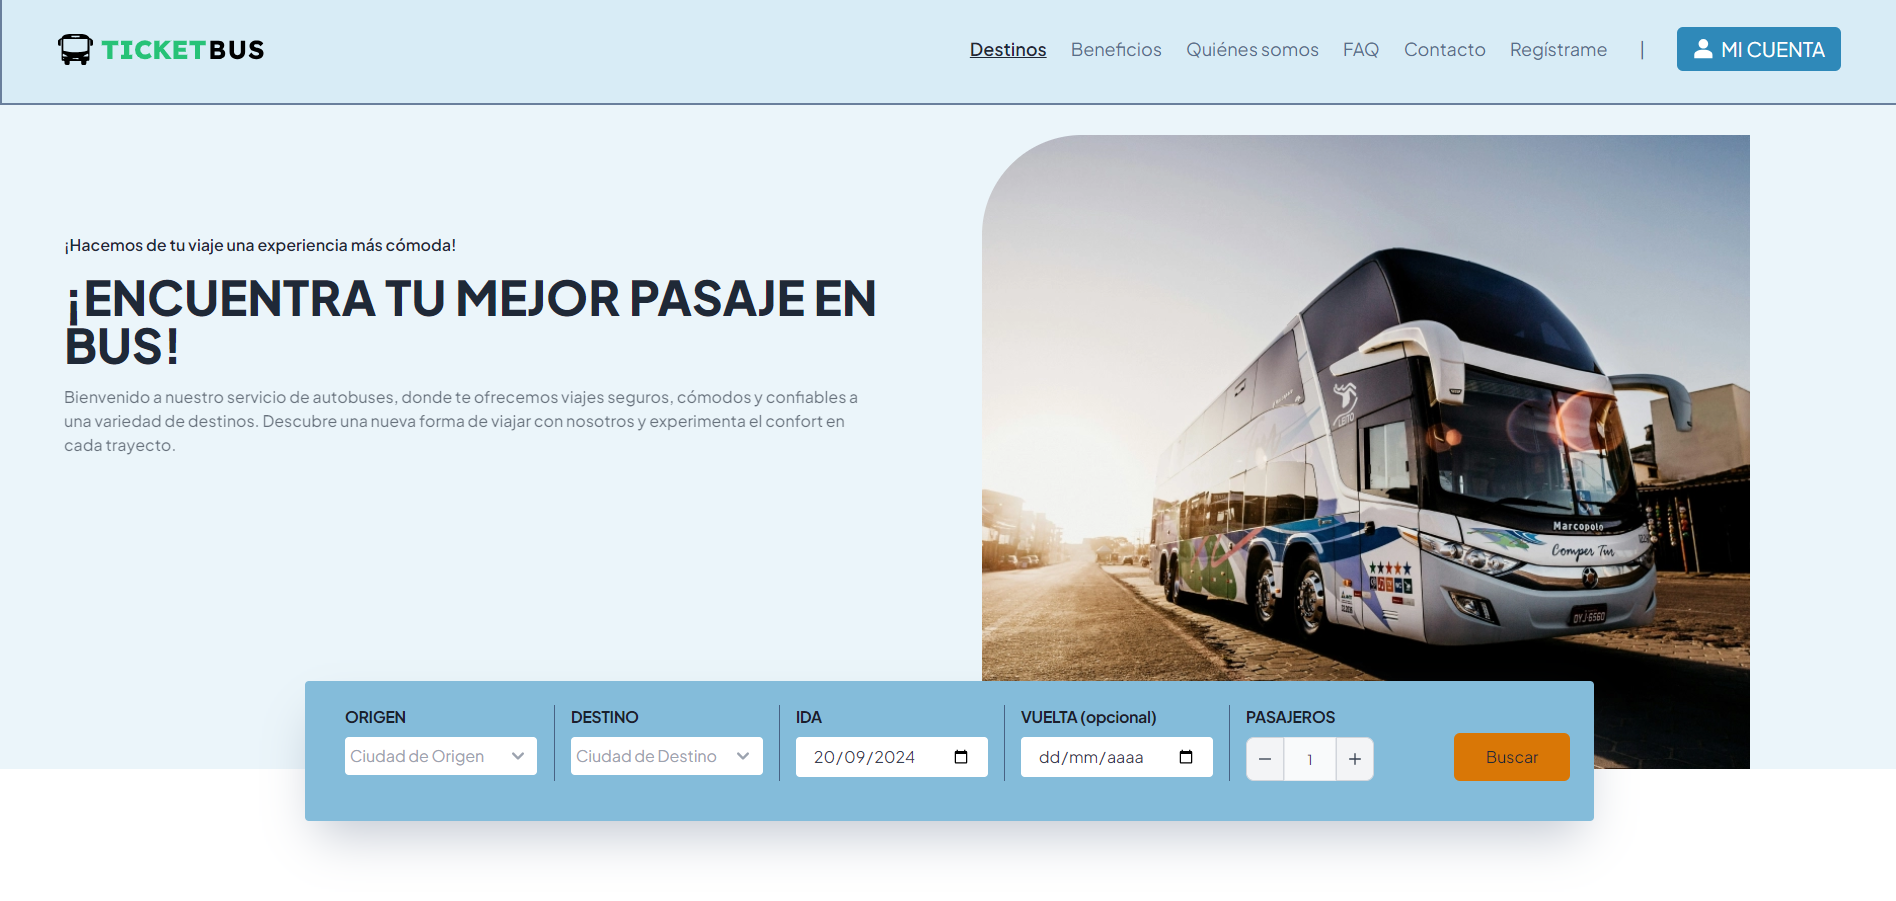 TICKETBUS
Destinos Beneficios Quiénes somos FAQ Contacto Regístrame | MI CUENTA
¡Hacemos de tu viaje una experiencia más cómoda!
¡ENCUENTRA TU MEJOR PASAJE EN
BUS!
Bienvenido a nuestro servicio de autobuses, donde te ofrecemos viajes seguros, cómodos y confiables a
una variedad de destinos. Descubre una nueva forma de viajar con nosotros y experimenta el confort en
cada trayecto.
LEITO
Marcopolo
Comper Tur
OYJ-6560
ORIGEN DESTINO IDA VUELTA (opcional) PASAJEROS
Ciudad de Origen Ciudad de Destino 20/09/2024 dd/mm/aaaa − 1 + Buscar